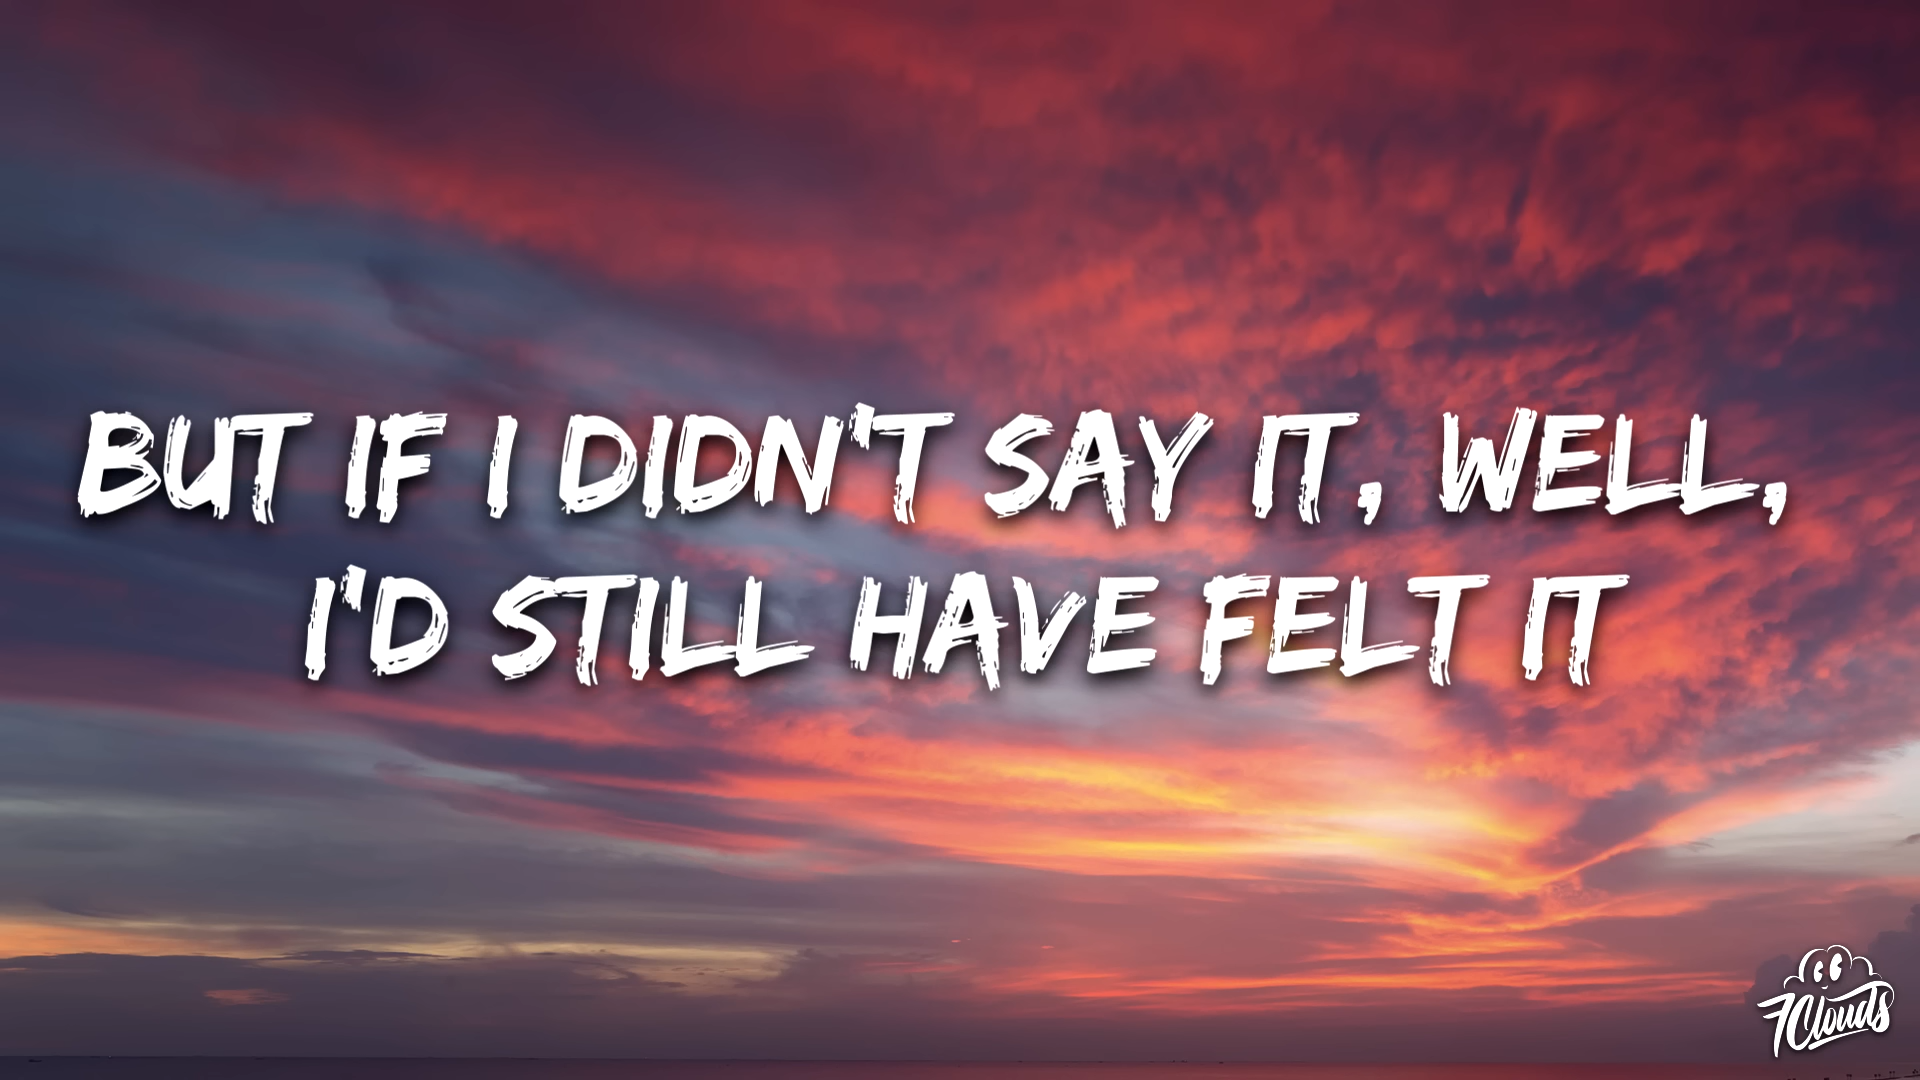 BUT IF I DIDN'T SAY IT, WELL,
I'D STILL HAVE FELT IT
7Clouds